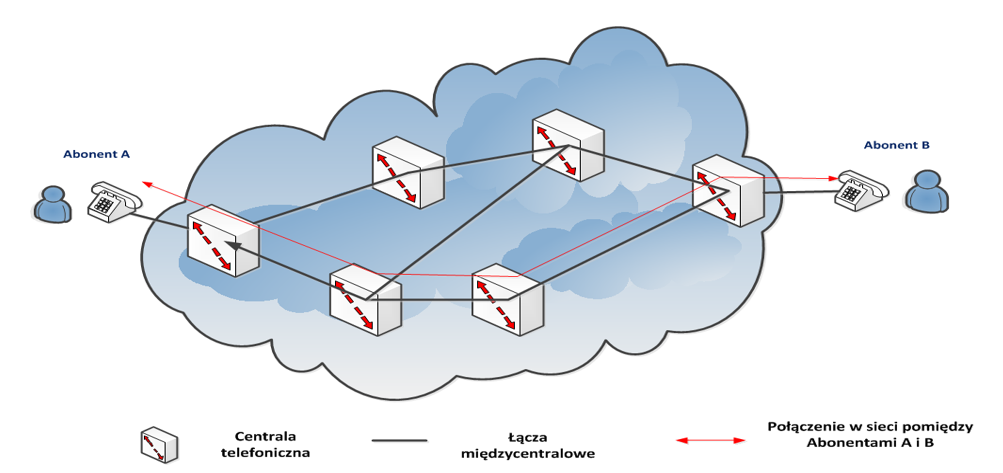 Abonent A
Abonent B
Centrala
telefoniczna
Łącza
międzycentralowe
Połączenie w sieci pomiędzy
Abonentami A i B